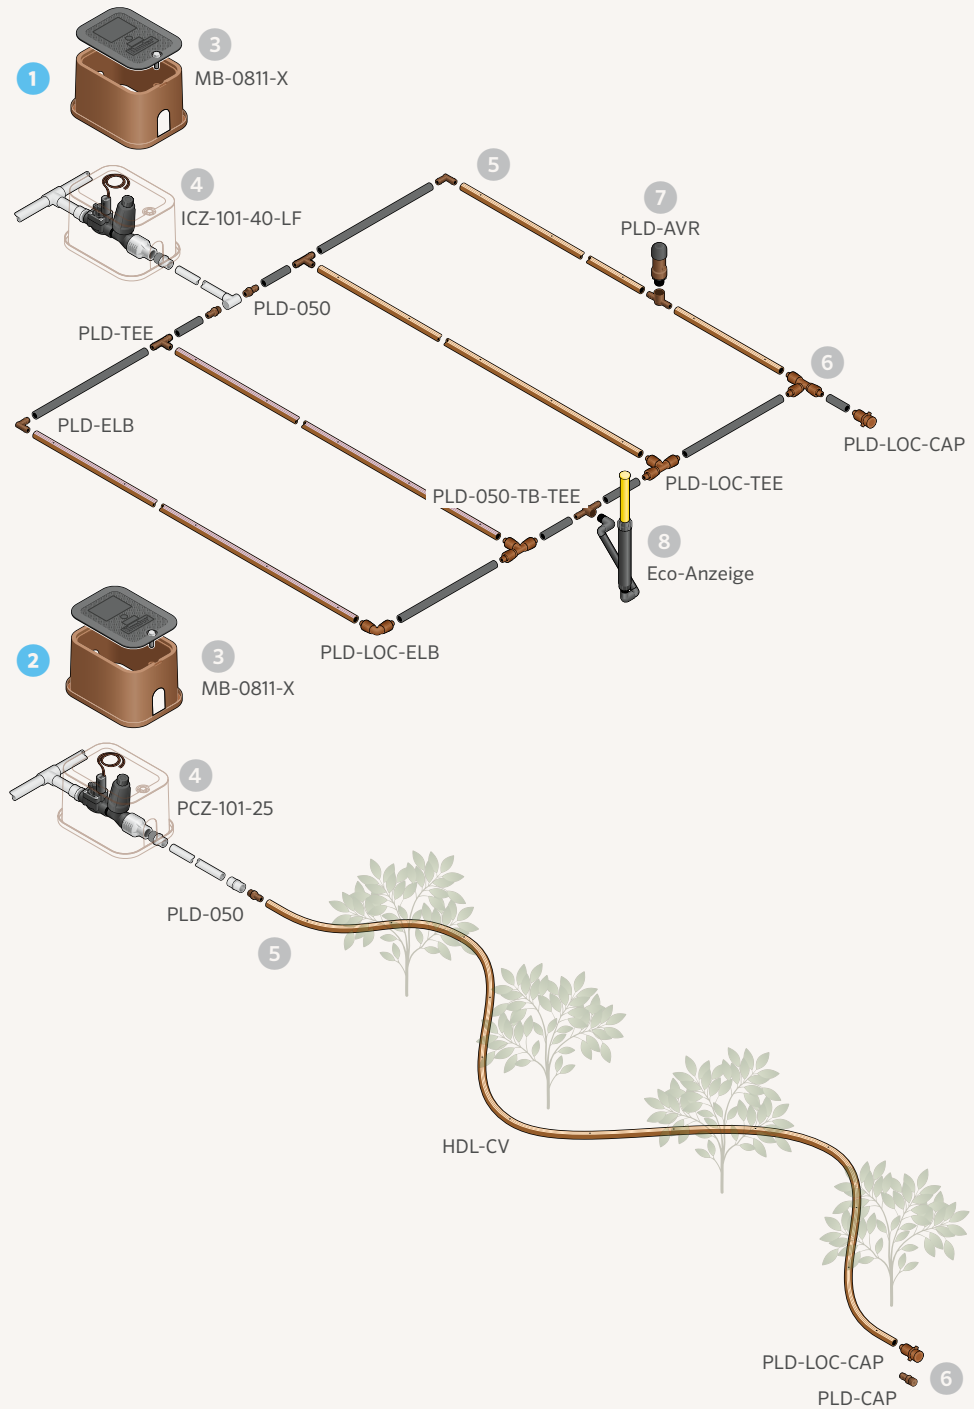 1
3
MB-0811-X
4
ICZ-101-40-LF
5
7
PLD-AVR
PLD-050
PLD-TEE
6
PLD-ELB
PLD-LOC-CAP
PLD-LOC-TEE
PLD-050-TB-TEE
8
Eco-Anzeige
PLD-LOC-ELB
2
3
MB-0811-X
4
PCZ-101-25
PLD-050
5
HDL-CV
PLD-LOC-CAP
6
PLD-CAP